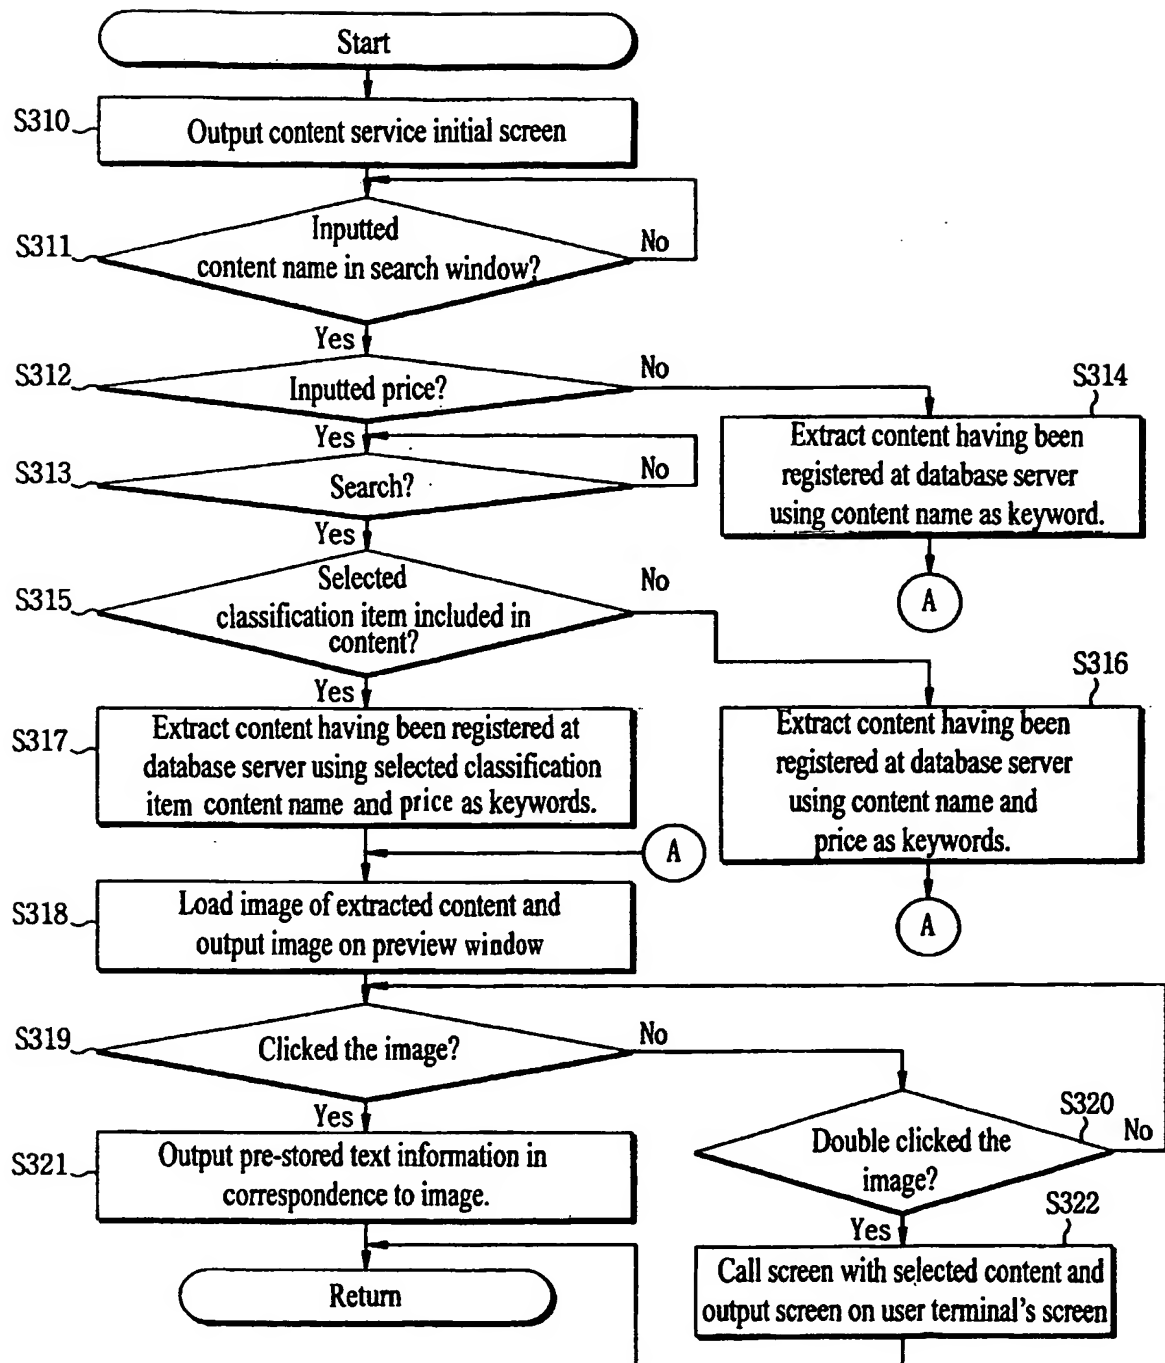 Start
S310
Output content service initial screen
S311
Inputted
content name in search window?
No
Yes
S312
Inputted price?
No
S314
Extract content having been
registered at database server
using content name as keyword.
A
Yes
S313
Search?
No
Yes
S315
Selected
classification item included in
content?
No
S316
Extract content having been
registered at database server
using content name and
price as keywords.
A
Yes
S317
Extract content having been registered at
database server using selected classification
item content name and price as keywords.
A
S318
Load image of extracted content and
output image on preview window
S319
Clicked the image?
No
S320
Double clicked the
image?
No
Yes
S321
Output pre-stored text information in
correspondence to image.
Yes
S322
Call screen with selected content and
output screen on user terminal's screen
Return